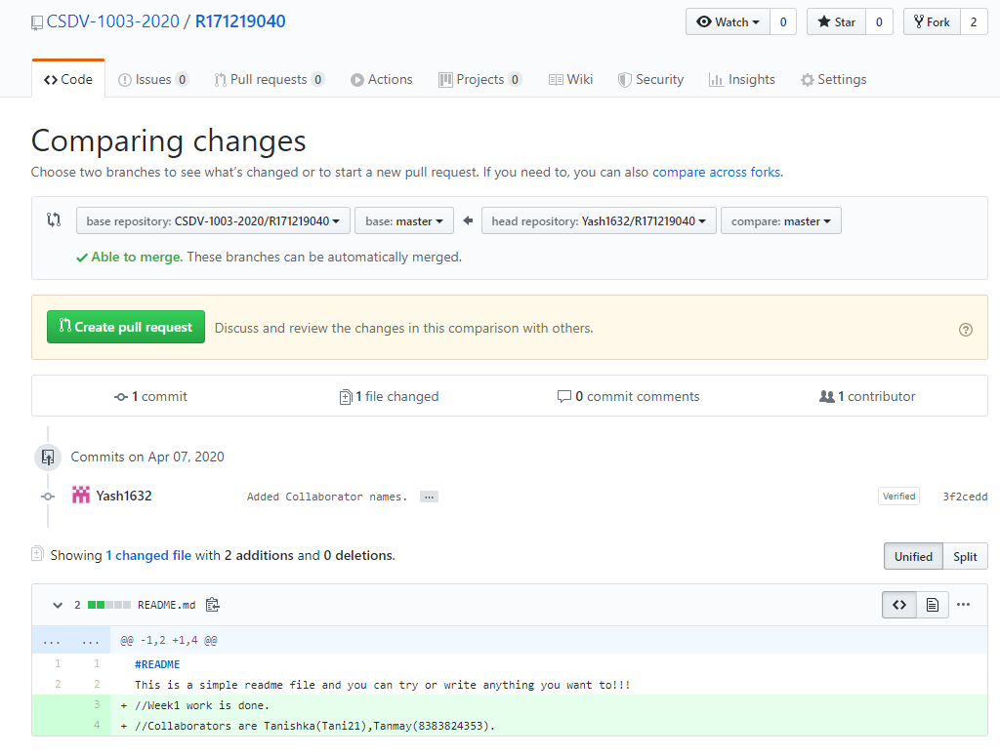 CSDV-1003-2020 / R171219040
Watch 0 Star 0 Fork 2
Code Issues 0 Pull requests 0 Actions Projects 0 Wiki Security Insights Settings
Comparing changes
Choose two branches to see what's changed or to start a new pull request. If you need to, you can also compare across forks.
base repository: CSDV-1003-2020/R171219040 base: master head repository: Yash1632/R171219040 compare: master
Able to merge. These branches can be automatically merged.
Create pull request Discuss and review the changes in this comparison with others.
1 commit 1 file changed 0 commit comments 1 contributor
Commits on Apr 07, 2020
Yash1632 Added Collaborator names. … Verified 3f2cedd
Showing 1 changed file with 2 additions and 0 deletions. Unified Split
2 README.md
... ... @@ -1,2 +1,4 @@
1 1 #README
2 2 This is a simple readme file and you can try or write anything you want to!!!
3 + //Week1 work is done.
4 + //Collaborators are Tanishka(Tani21),Tanmay(8383824353).